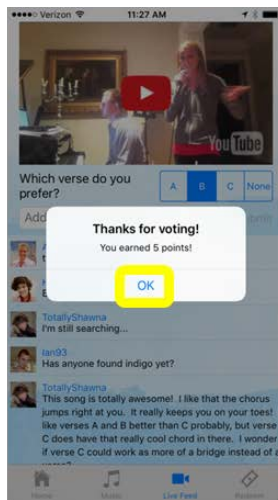 Verizon 11:27 AM
YouTube
Which verse do you
prefer?
A B C None
Add
Thanks for voting!
You earned 5 points!
OK
TotallyShawna
I'm still searching...
Ian93
Has anyone found indigo yet?
TotallyShawna
This song is totally awesome! I like that the chorus
jumps right at you. It really keeps you on your toes!
like verses A and B better than C probably, but verse
C does have that really cool chord in there. I wonder
if verse C could work as more of a bridge instead of a
Home Music Live Feed Rewards